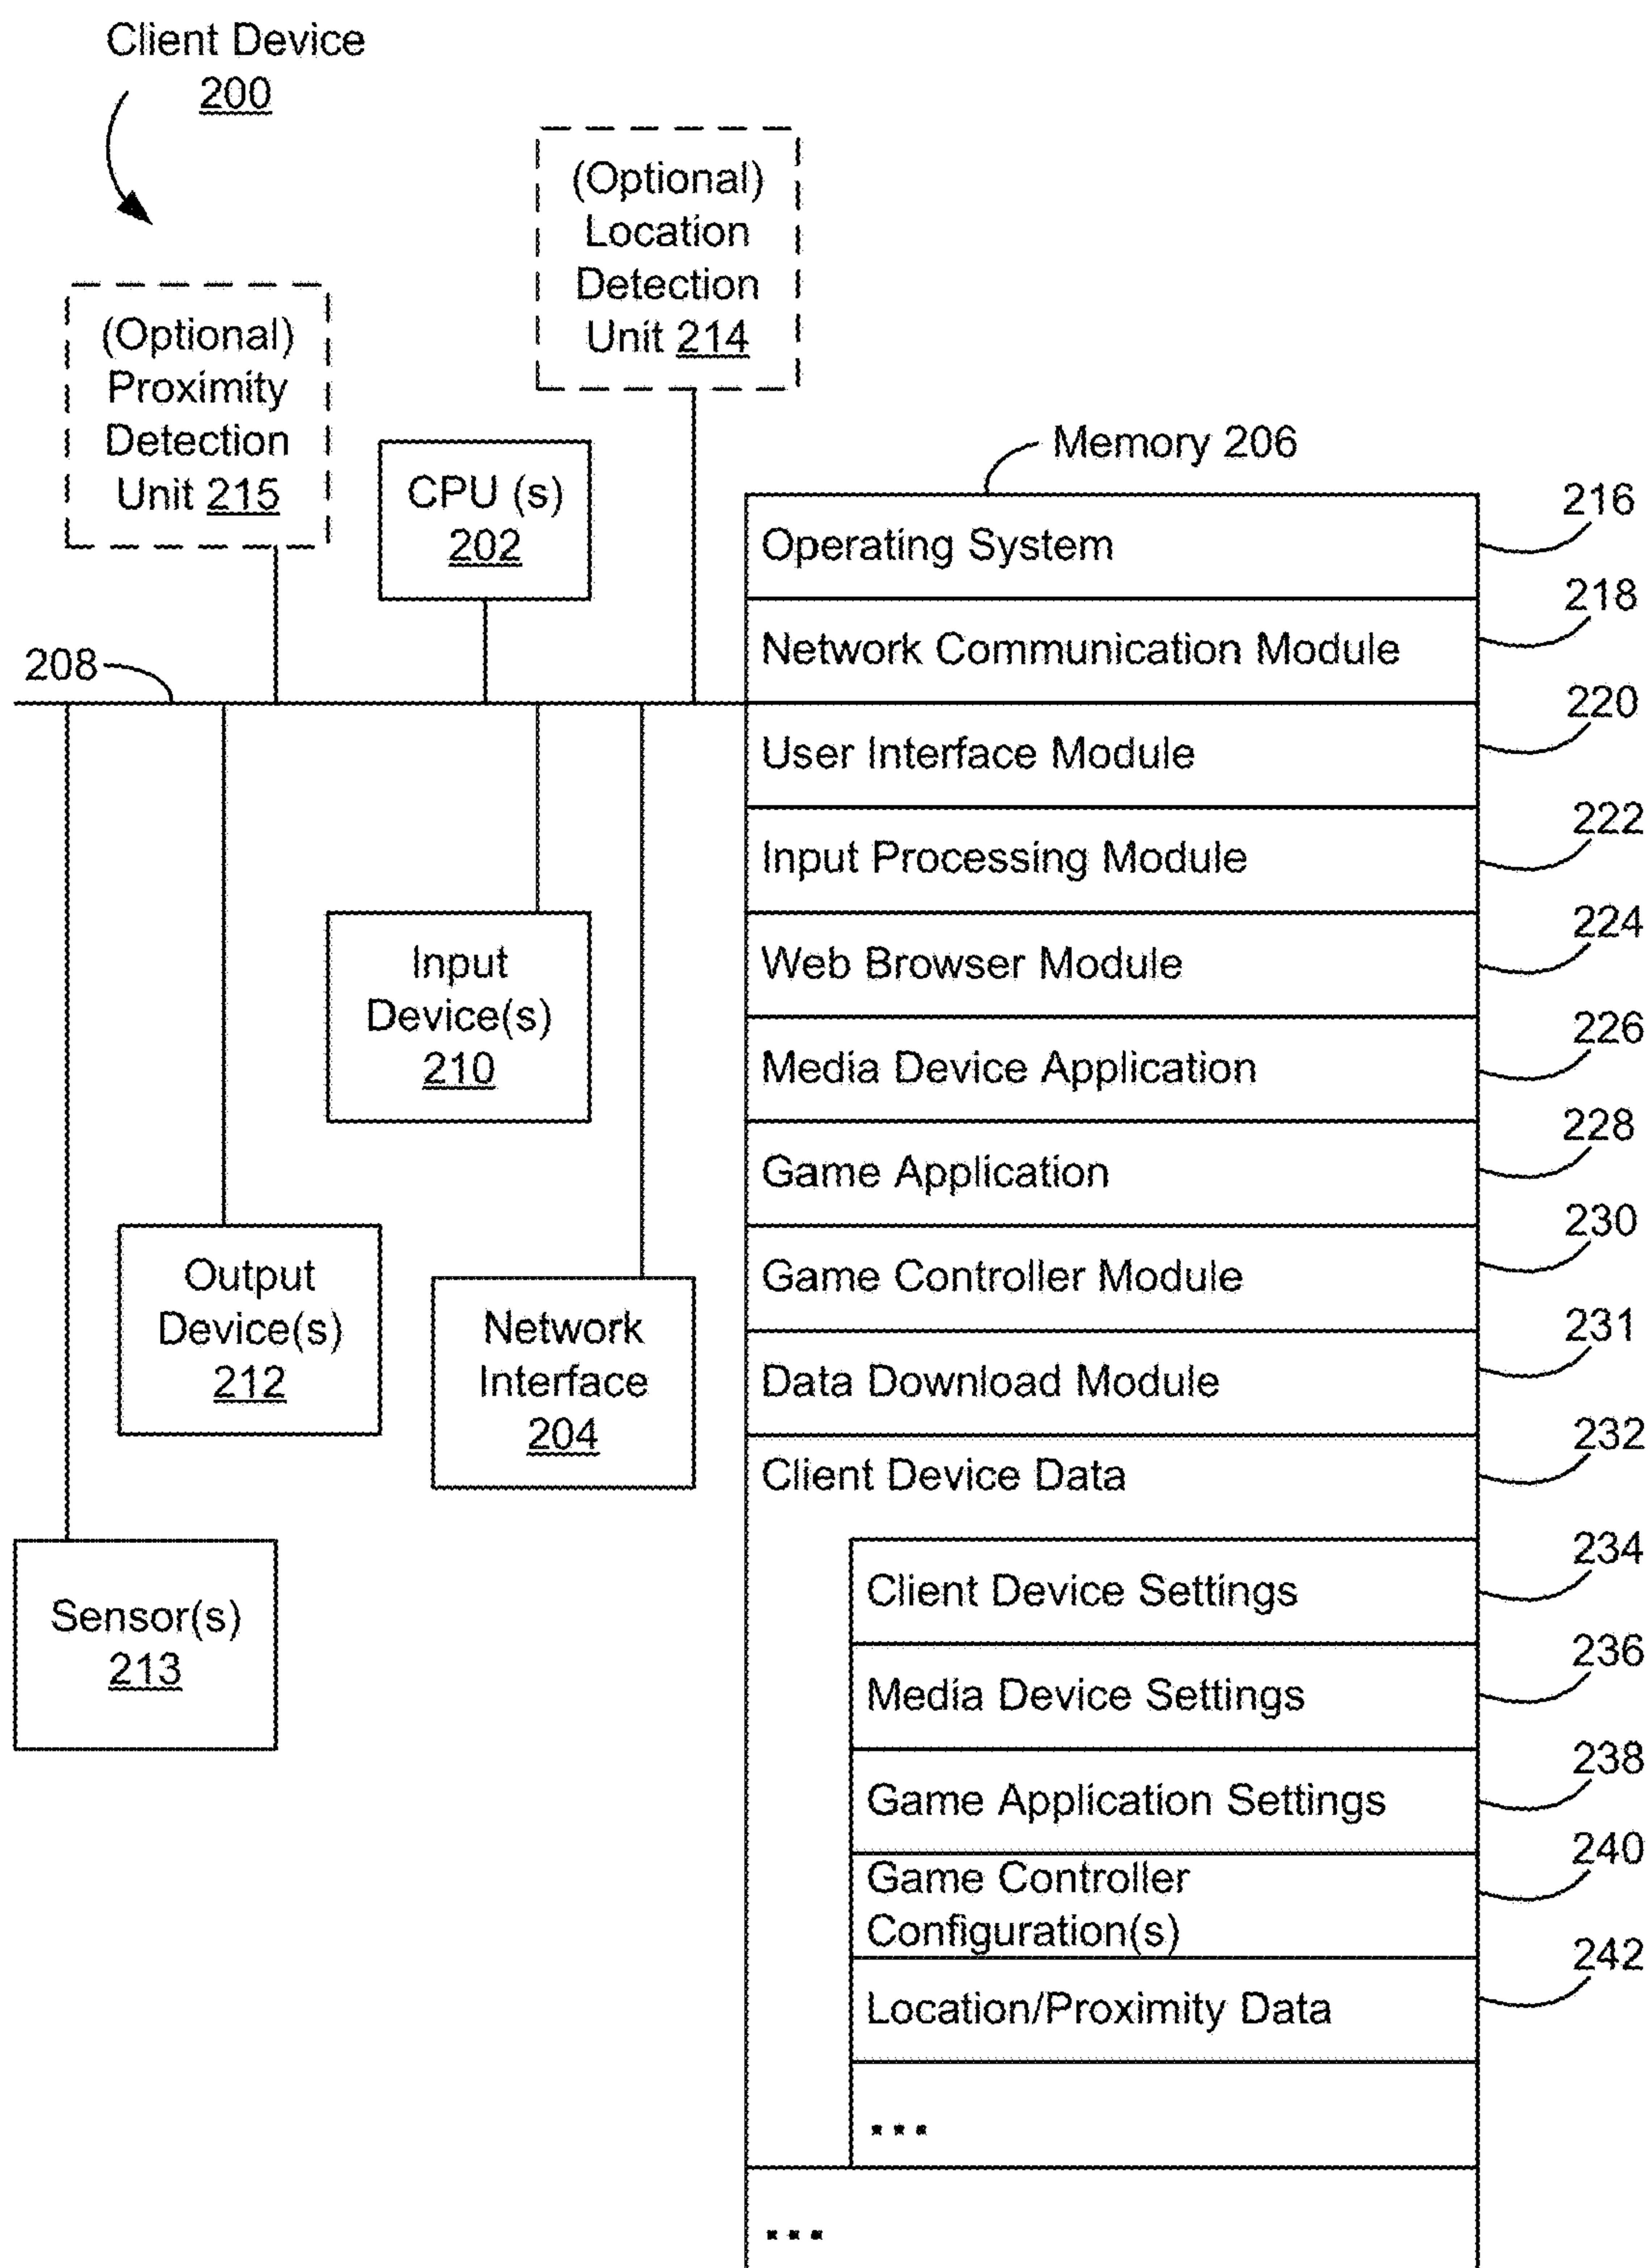 Client Device
200
(Optional)
Location
Detection
Unit 214
(Optional)
Proximity
Detection
Unit 215
CPU (s)
202
208
Input
Device(s)
210
Output
Device(s)
212
Network
Interface
204
Sensor(s)
213
Memory 206
Operating System
216
Network Communication Module
218
User Interface Module
220
Input Processing Module
222
Web Browser Module
224
Media Device Application
226
Game Application
228
Game Controller Module
230
Data Download Module
231
Client Device Data
232
Client Device Settings
234
Media Device Settings
236
Game Application Settings
238
Game Controller
Configuration(s)
240
Location/Proximity Data
242
...
...